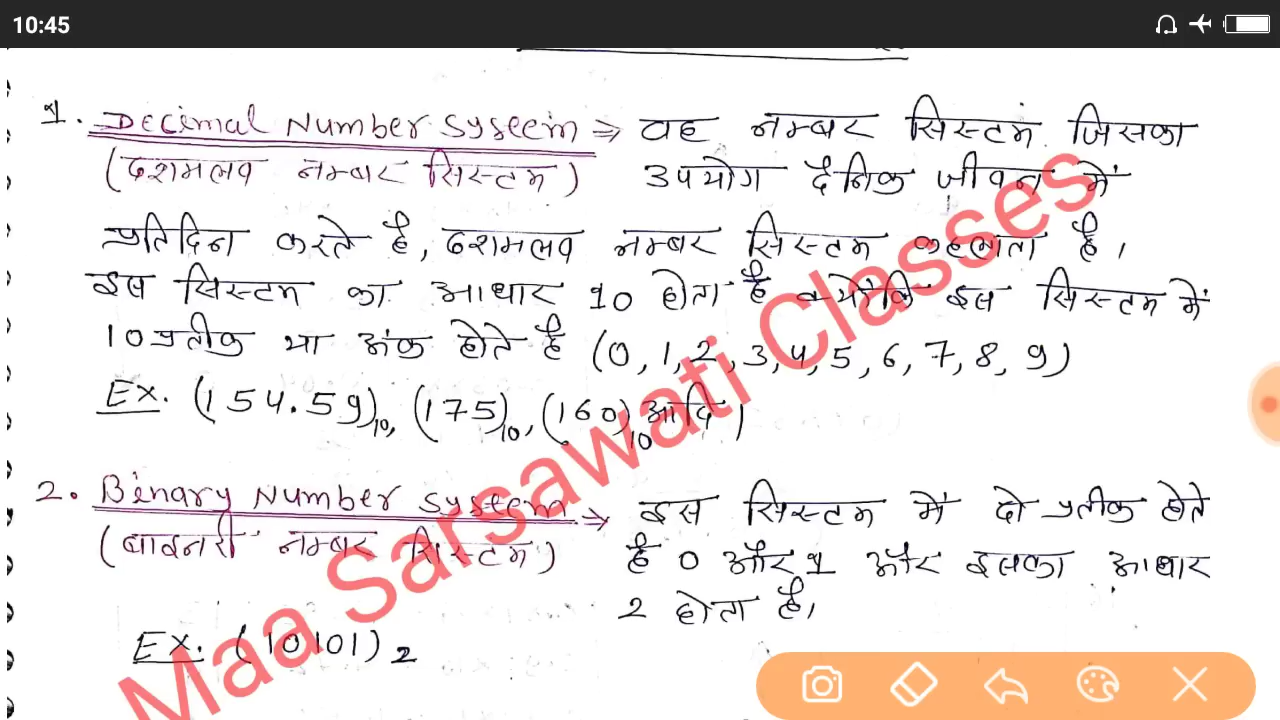 10:45
1. Decimal Number System ⇒ वह नम्बर सिस्टम जिसका
(दशमलव नम्बर सिस्टम) उपयोग दैनिक जीवन में
प्रतिदिन करते है, दशमलव नम्बर सिस्टम कहलाता है।
इस सिस्टम का आधार 10 होता है क्योंकि इस सिस्टम में
10 प्रतीक या अंक होते है (0, 1, 2, 3, 4, 5, 6, 7, 8, 9)
Ex. (154.59)₁₀, (175)₁₀, (160)₁₀ आदि।
2. Binary Number System ⇒ इस सिस्टम में दो प्रतीक होते
(बाइनरी नम्बर सिस्टम) है 0 और 1 और इसका आधार
2 होता है।
Ex. (10101)₂
Maa Sarsawati Classes